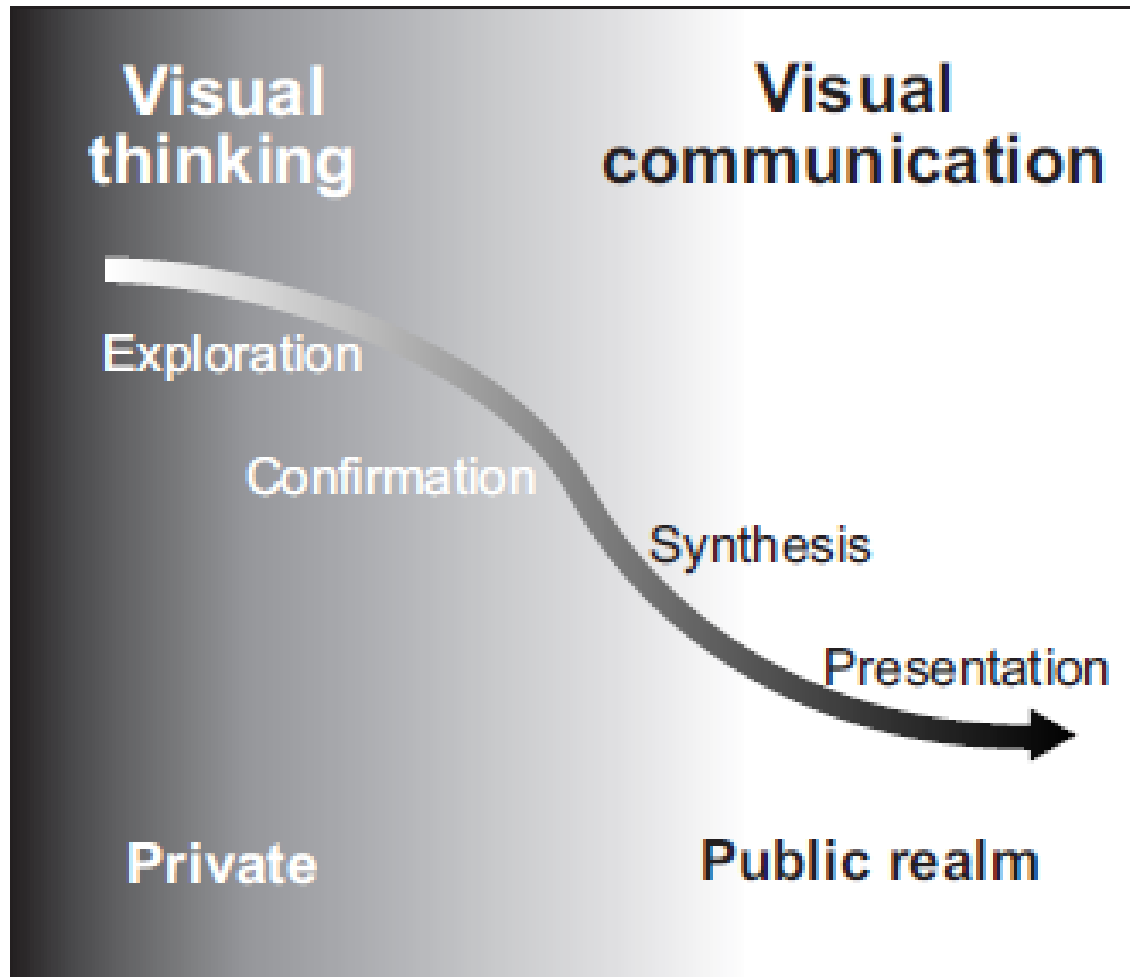 Visual
thinking
Visual
communication
Exploration
Confirmation
Synthesis
Presentation
Private
Public realm